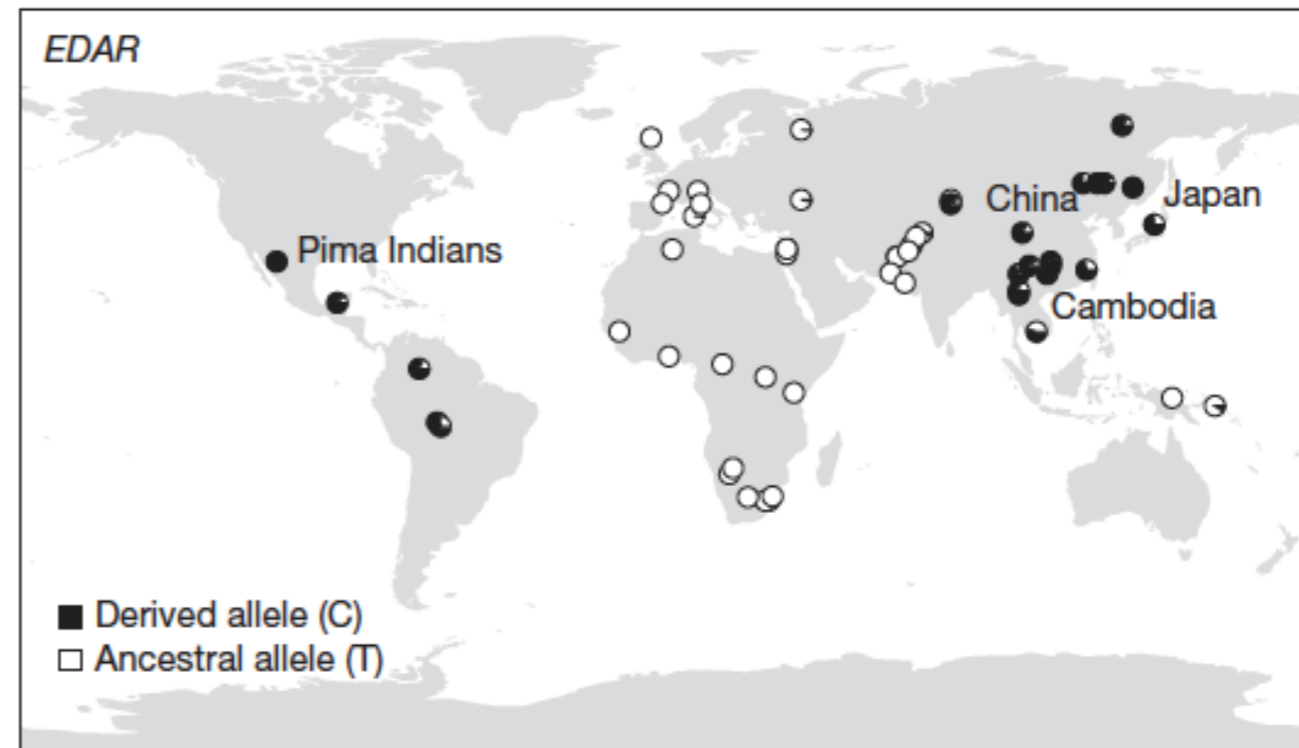 EDAR
China
Japan
Pima Indians
Cambodia
Derived allele (C)
Ancestral allele (T)